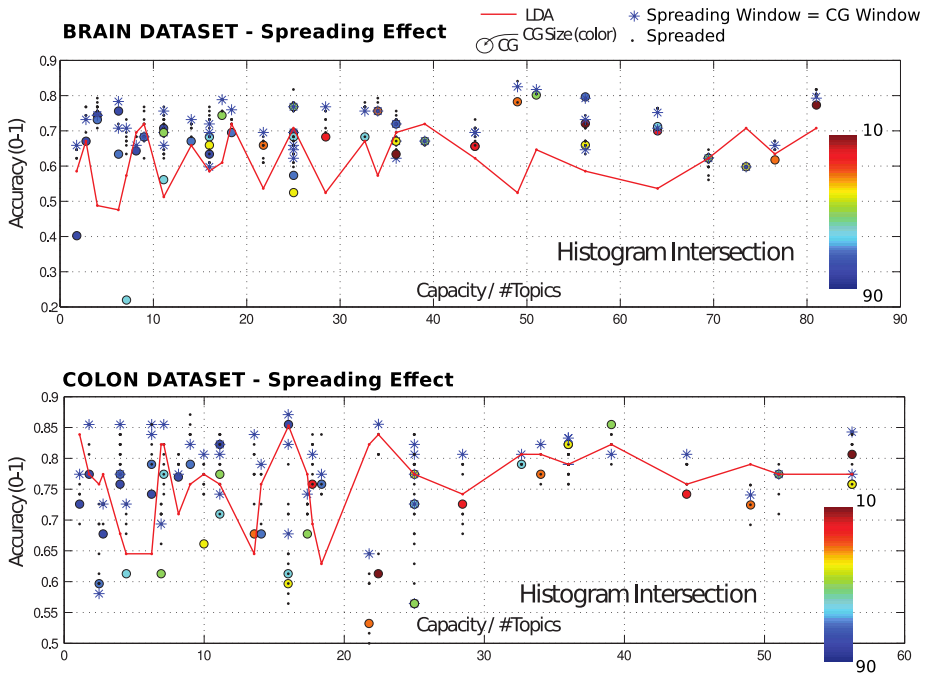 BRAIN DATASET - Spreading Effect
LDA
CG
CG Size (color)
Spreading Window = CG Window
Spreaded
Accuracy (0-1)
0.9
0.8
0.7
0.6
0.5
0.4
0.3
0.2
Histogram Intersection
Capacity / #Topics
10
90
0 10 20 30 40 50 60 70 80 90
COLON DATASET - Spreading Effect
Accuracy (0-1)
0.9
0.85
0.8
0.75
0.7
0.65
0.6
0.55
0.5
Histogram Intersection
Capacity / #Topics
10
90
0 10 20 30 40 50 60